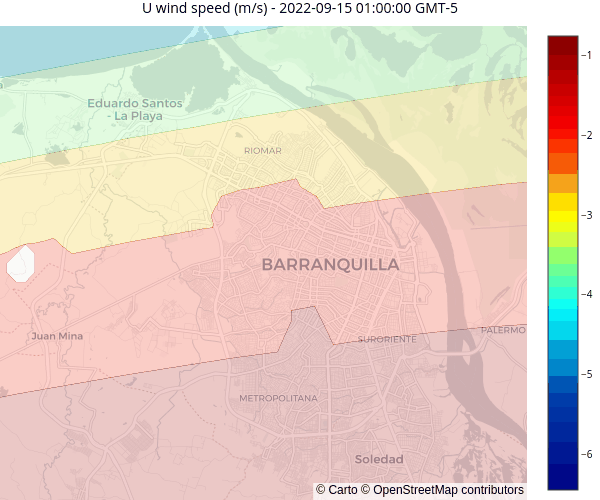 U wind speed (m/s) - 2022-09-15 01:00:00 GMT-5
Eduardo Santos
- La Playa
RIOMAR
BARRANQUILLA
Juan Mina
SURORIENTE
PALERMO
METROPOLITANA
Soledad
© Carto © OpenStreetMap contributors
−1
−2
−3
−4
−5
−6